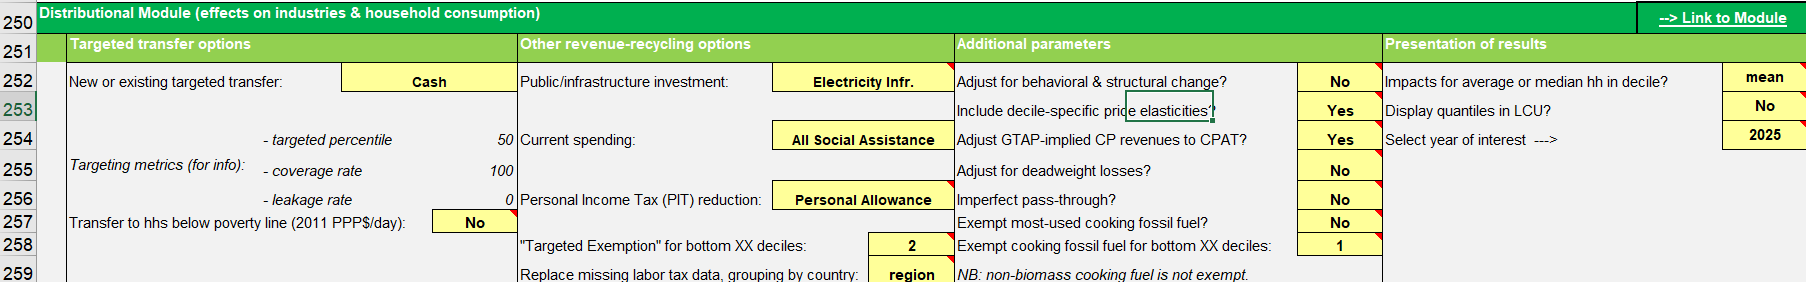 250 Distributional Module (effects on industries & household consumption) --> Link to Module
251 Targeted transfer options Other revenue-recycling options Additional parameters Presentation of results
252 New or existing targeted transfer: Cash Public/infrastructure investment: Electricity Infr. Adjust for behavioral & structural change? No Impacts for average or median hh in decile? mean
253 Include decile-specific price elasticities? Yes Display quantiles in LCU? No
254 - targeted percentile 50 Current spending: All Social Assistance Adjust GTAP-implied CP revenues to CPAT? Yes Select year of interest ---> 2025
255 Targeting metrics (for info): - coverage rate 100 Adjust for deadweight losses? No
256 - leakage rate 0 Personal Income Tax (PIT) reduction: Personal Allowance Imperfect pass-through? No
257 Transfer to hhs below poverty line (2011 PPP$/day): No Exempt most-used cooking fossil fuel? No
258 "Targeted Exemption" for bottom XX deciles: 2 Exempt cooking fossil fuel for bottom XX deciles: 1
259 Replace missing labor tax data, grouping by country: region NB: non-biomass cooking fuel is not exempt.